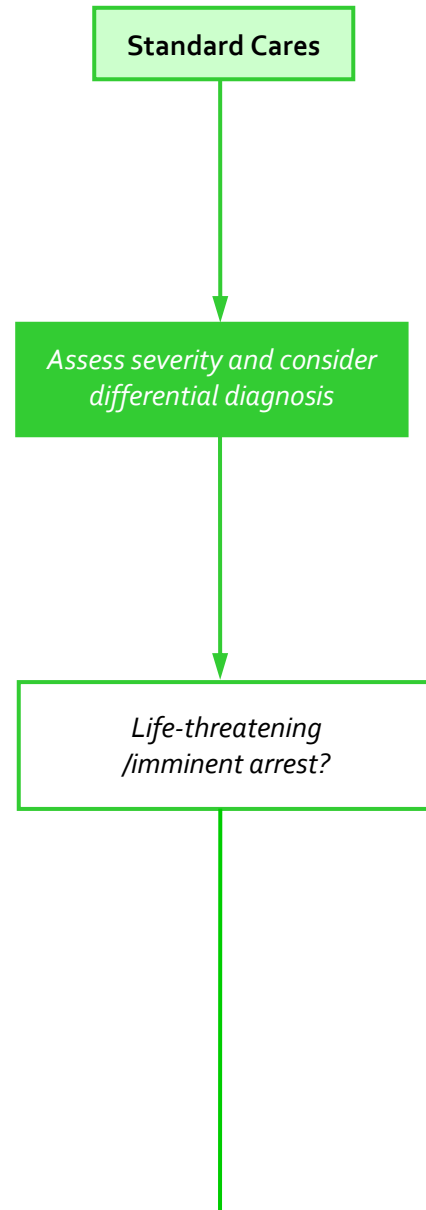 Standard Cares
Assess severity and consider
differential diagnosis
Life-threatening
/imminent arrest?